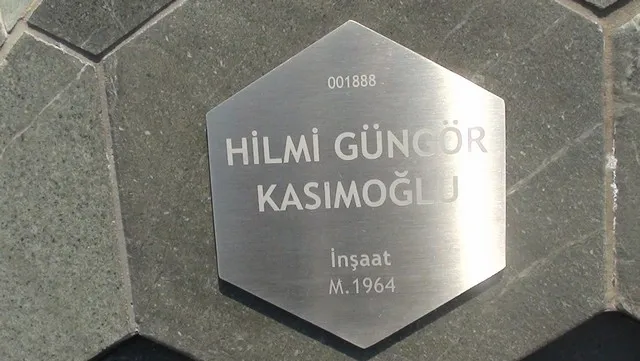 001888
HİLMİ GÜNGÖR
KASIMOĞLU
İnşaat
M.1964